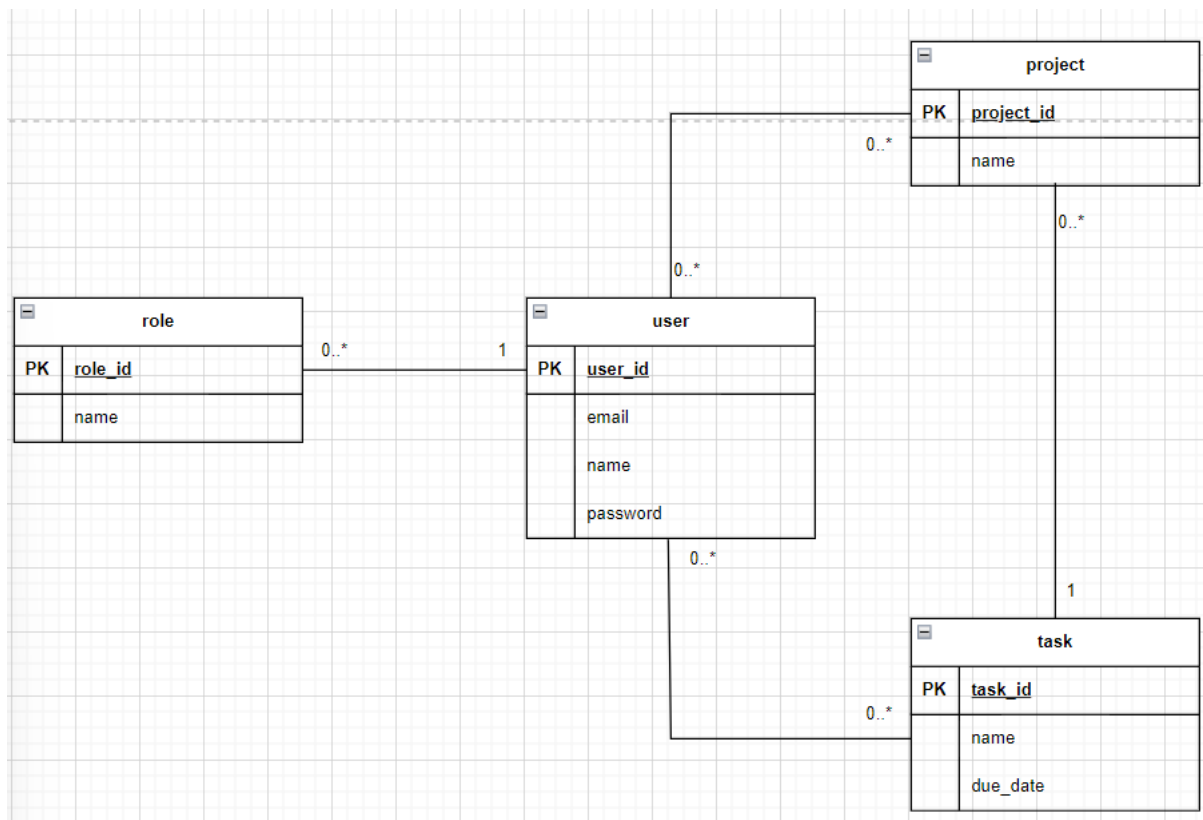 project
PK project_id
name
0..*
0..*
0..*
role
PK role_id
name
0..* 1
user
PK user_id
email
name
password
0..*
1
task
PK task_id
name
due_date
0..*